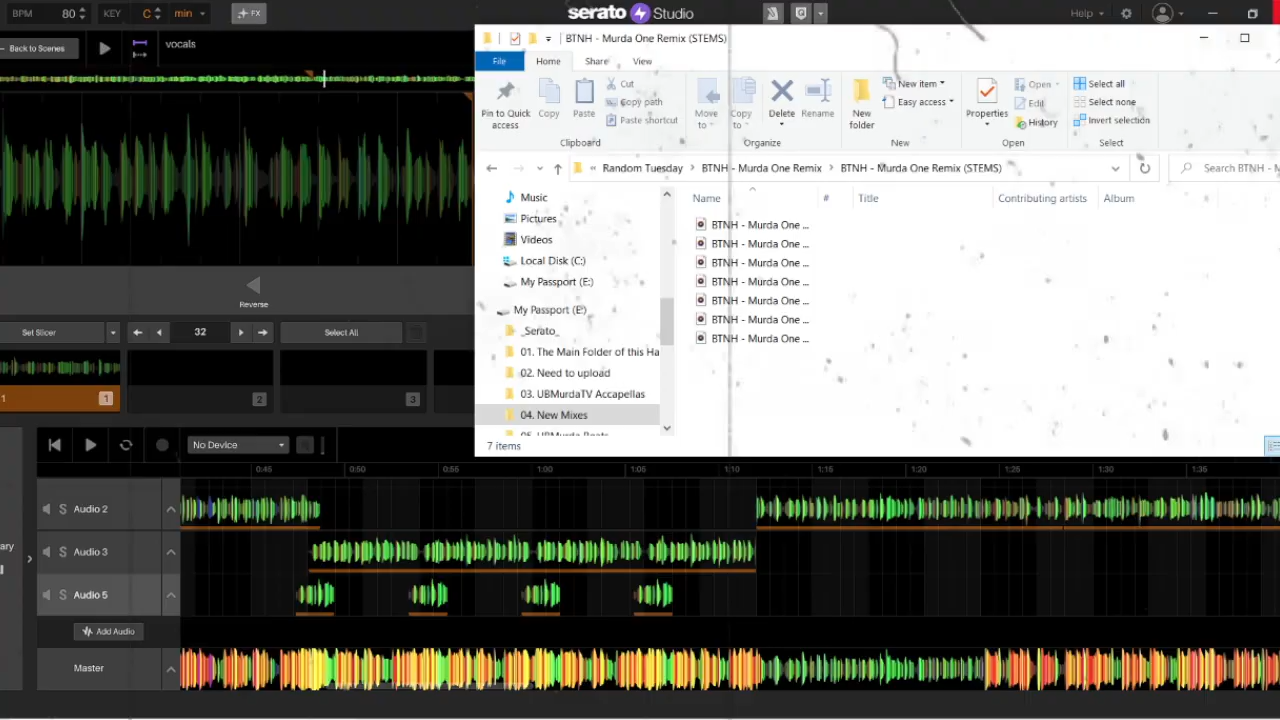 BPM 80 KEY C min FX
serato Studio
Help
Back to Scenes
vocals
BTNH - Murda One Remix (STEMS)
File Home Share View
Pin to Quick access
Copy
Paste
Cut
Copy path
Paste shortcut
Clipboard
Move to
Copy to
Delete
Rename
Organize
New folder
New item
Easy access
New
Properties
Open
Edit
History
Open
Select all
Select none
Invert selection
Select
« Random Tuesday > BTNH - Murda One Remix > BTNH - Murda One Remix (STEMS)
Search BTNH -
Music
Pictures
Videos
Local Disk (C:)
My Passport (E:)
My Passport (E:)
_Serato_
01. The Main Folder of this Ha
02. Need to upload
03. UBMurdaTV Accapellas
04. New Mixes
05. UBMurda Beats
7 items
Name # Title Contributing artists Album
BTNH - Murda One ...
BTNH - Murda One ...
BTNH - Murda One ...
BTNH - Murda One ...
BTNH - Murda One ...
BTNH - Murda One ...
BTNH - Murda One ...
Reverse
Set Slicer 32 Select All
1 1 2 3
No Device
0:45 0:50 0:55 1:00 1:06 1:10 1:15 1:20 1:26 1:30 1:35
S Audio 2
S Audio 3
S Audio 5
Add Audio
Master